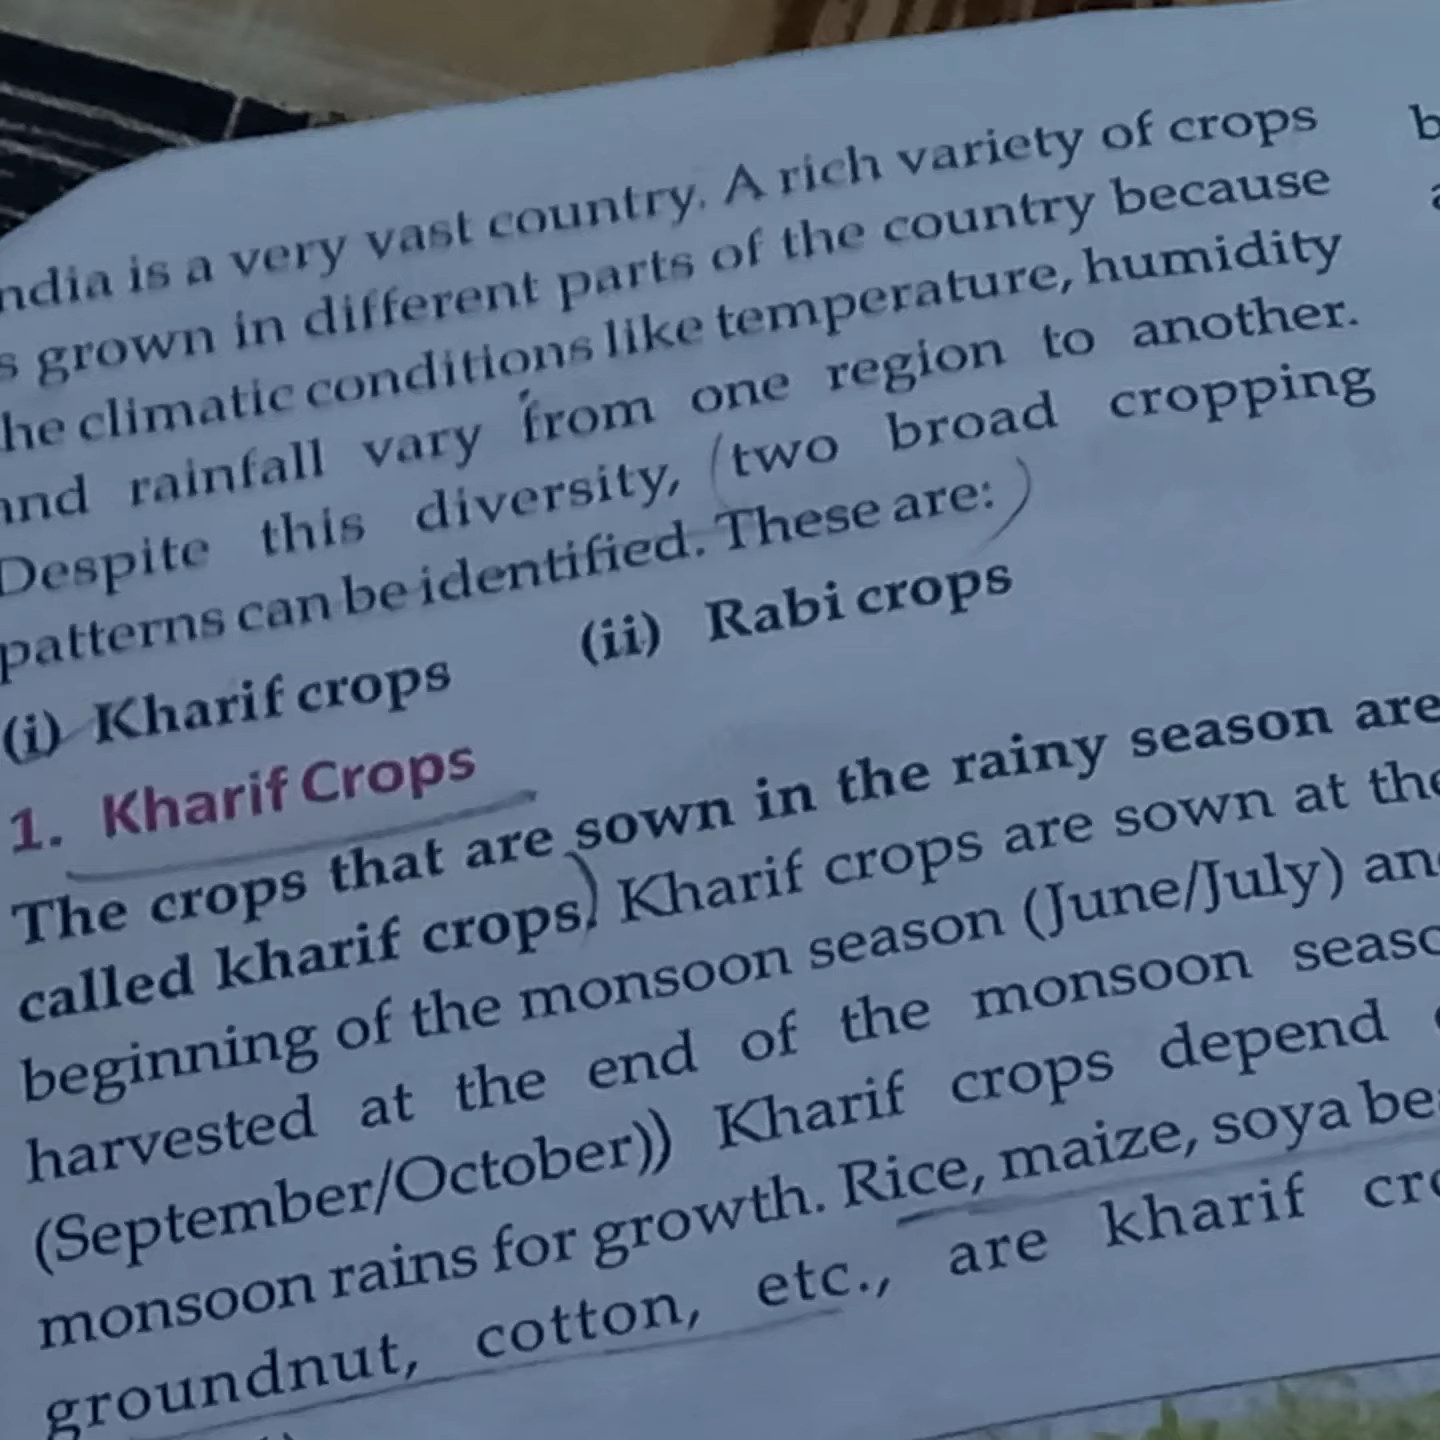 ndia is a very vast country. A rich variety of crops
s grown in different parts of the country because
he climatic conditions like temperature, humidity
and rainfall vary from one region to another.
Despite this diversity, (two broad cropping
patterns can be identified. These are:)
(i) Kharif crops (ii) Rabi crops
1. Kharif Crops
The crops that are sown in the rainy season are
called kharif crops.) Kharif crops are sown at the
beginning of the monsoon season (June/July) an
harvested at the end of the monsoon seaso
(September/October)) Kharif crops depend
monsoon rains for growth. Rice, maize, soya bea
groundnut, cotton, etc., are kharif cro